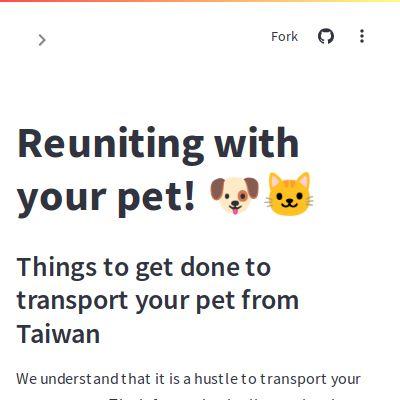 Fork
Reuniting with
your pet! 🐶🐱
Things to get done to
transport your pet from
Taiwan
We understand that it is a hustle to transport your